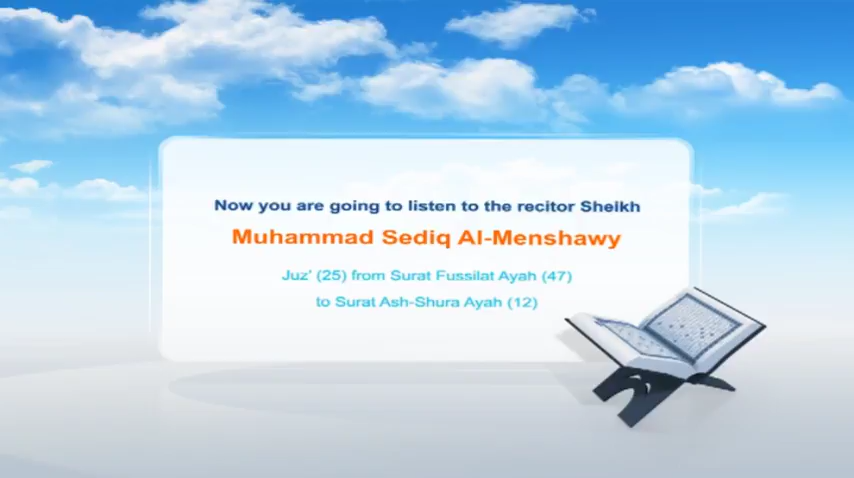 Now you are going to listen to the recitor Sheikh
Muhammad Sediq Al-Menshawy
Juz' (25) from Surat Fussilat Ayah (47)
to Surat Ash-Shura Ayah (12)